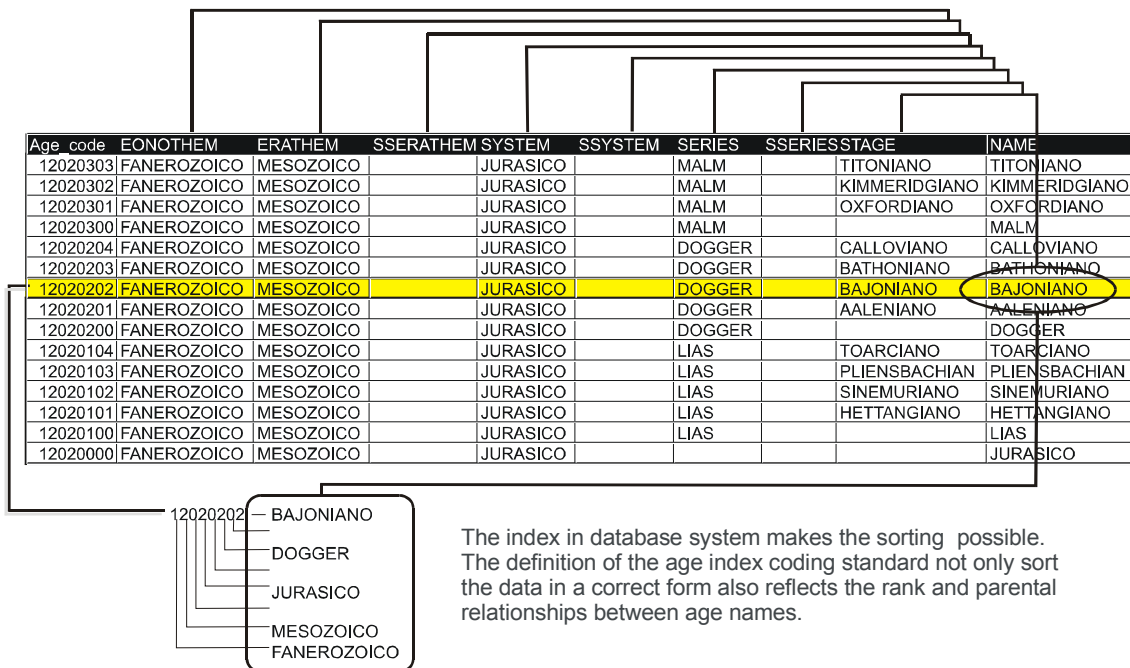 Age_code EONOTHEM ERATHEM SSERATHEM SYSTEM SSYSTEM SERIES SSERIES STAGE NAME
12020303 FANEROZOICO MESOZOICO JURASICO MALM TITONIANO TITONIANO
12020302 FANEROZOICO MESOZOICO JURASICO MALM KIMMERIDGIANO KIMMERIDGIANO
12020301 FANEROZOICO MESOZOICO JURASICO MALM OXFORDIANO OXFORDIANO
12020300 FANEROZOICO MESOZOICO JURASICO MALM MALM
12020204 FANEROZOICO MESOZOICO JURASICO DOGGER CALLOVIANO CALLOVIANO
12020203 FANEROZOICO MESOZOICO JURASICO DOGGER BATHONIANO BATHONIANO
12020202 FANEROZOICO MESOZOICO JURASICO DOGGER BAJONIANO BAJONIANO
12020201 FANEROZOICO MESOZOICO JURASICO DOGGER AALENIANO AALENIANO
12020200 FANEROZOICO MESOZOICO JURASICO DOGGER DOGGER
12020104 FANEROZOICO MESOZOICO JURASICO LIAS TOARCIANO TOARCIANO
12020103 FANEROZOICO MESOZOICO JURASICO LIAS PLIENSBACHIAN PLIENSBACHIAN
12020102 FANEROZOICO MESOZOICO JURASICO LIAS SINEMURIANO SINEMURIANO
12020101 FANEROZOICO MESOZOICO JURASICO LIAS HETTANGIANO HETTANGIANO
12020100 FANEROZOICO MESOZOICO JURASICO LIAS LIAS
12020000 FANEROZOICO MESOZOICO JURASICO JURASICO
12020202 BAJONIANO
DOGGER
JURASICO
MESOZOICO
FANEROZOICO
The index in database system makes the sorting possible.
The definition of the age index coding standard not only sort
the data in a correct form also reflects the rank and parental
relationships between age names.